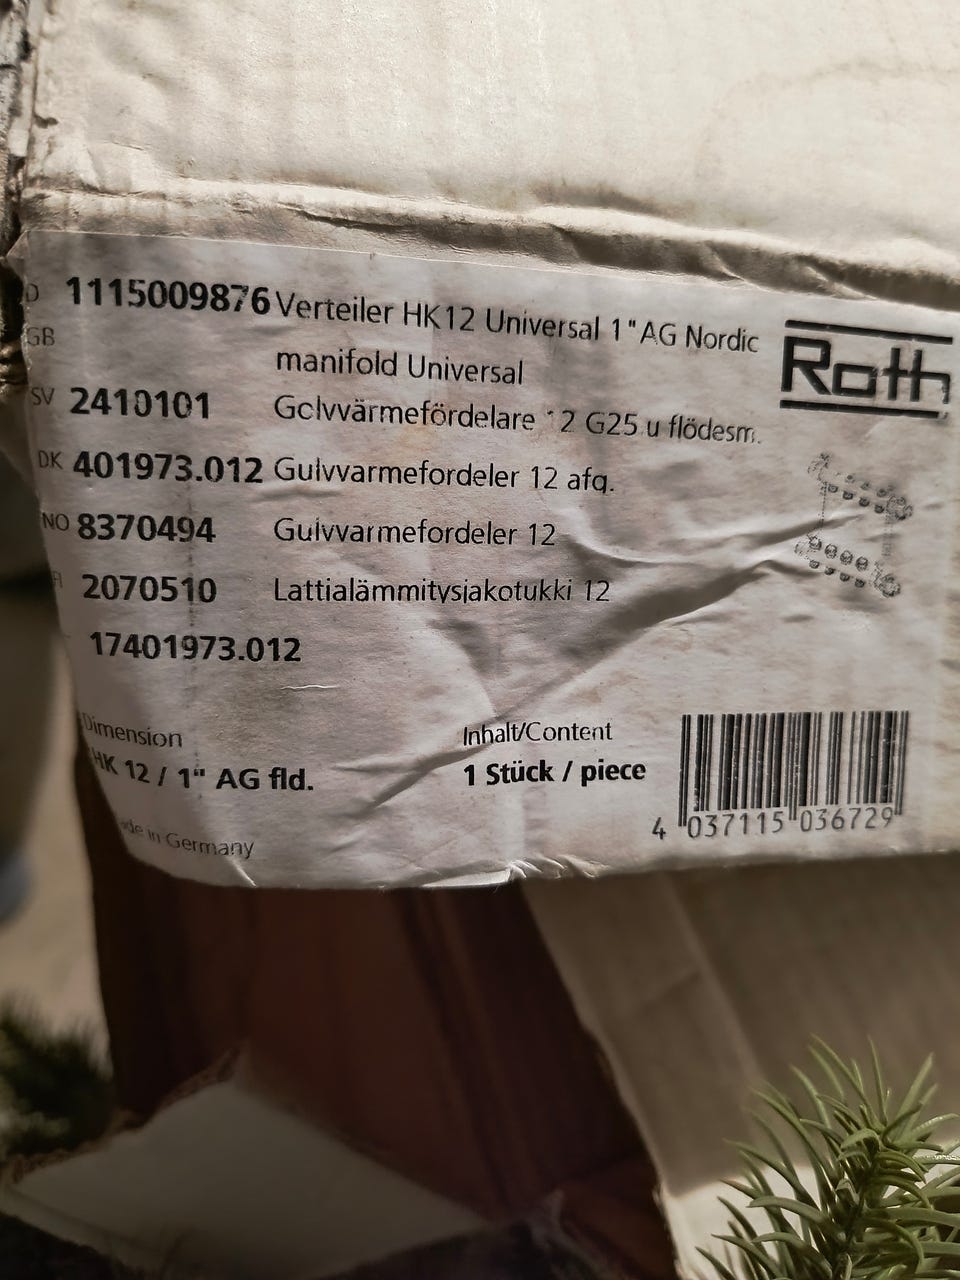 D 1115009876 Verteiler HK12 Universal 1" AG Nordic
GB manifold Universal
Roth
SV 2410101 Golvvärmefördelare 12 G25 u flödesm.
DK 401973.012 Gulvvarmefordeler 12 afg.
NO 8370494 Gulvvarmefordeler 12
FI 2070510 Lattialämmitysjakotukki 12
17401973.012
Dimension
HK 12 / 1" AG fld.
Inhalt/Content
1 Stück / piece
4 037115 036729
ade in Germany